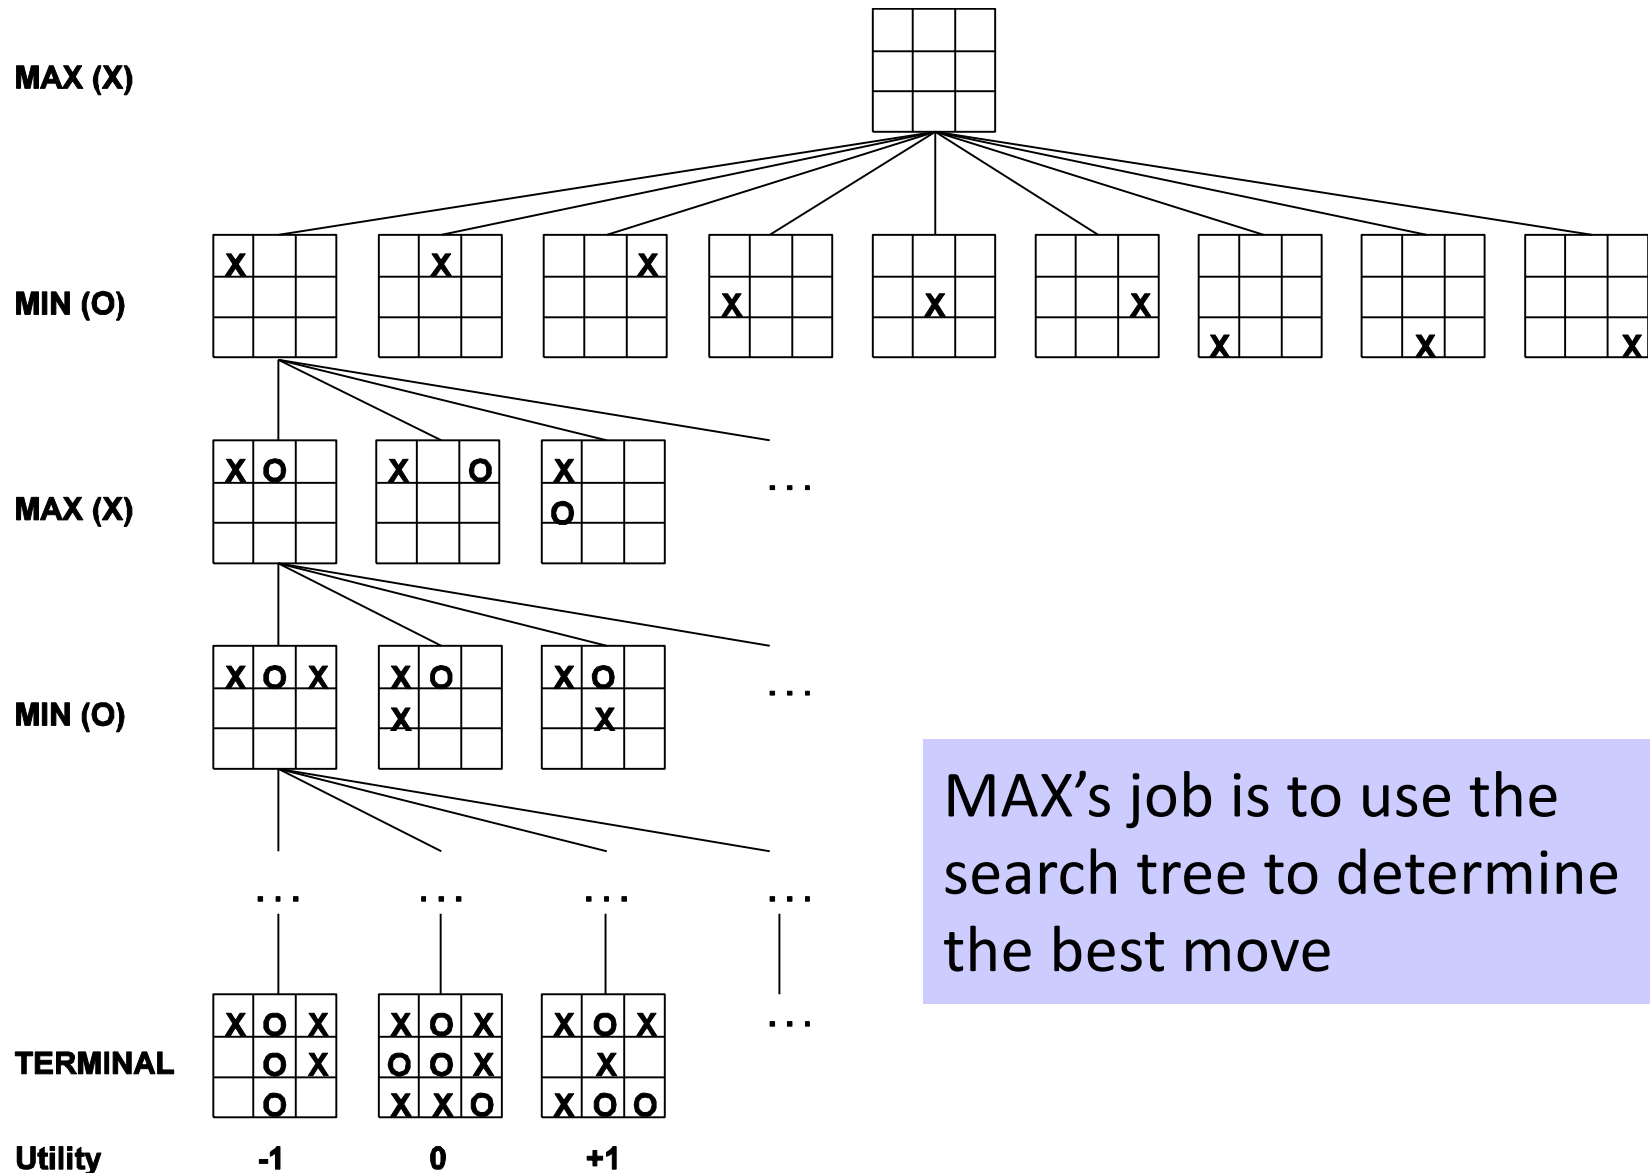 MAX (X)
X X X X X X X X X
MIN (O)
X O X O X
O
...
MAX (X)
X O X X O X O
X X
...
MIN (O)
MAX’s job is to use the
search tree to determine
the best move
... ... ... ...
X O X X O X X O X ...
TERMINAL O X O O X X
O X X O X O O
Utility -1 0 +1